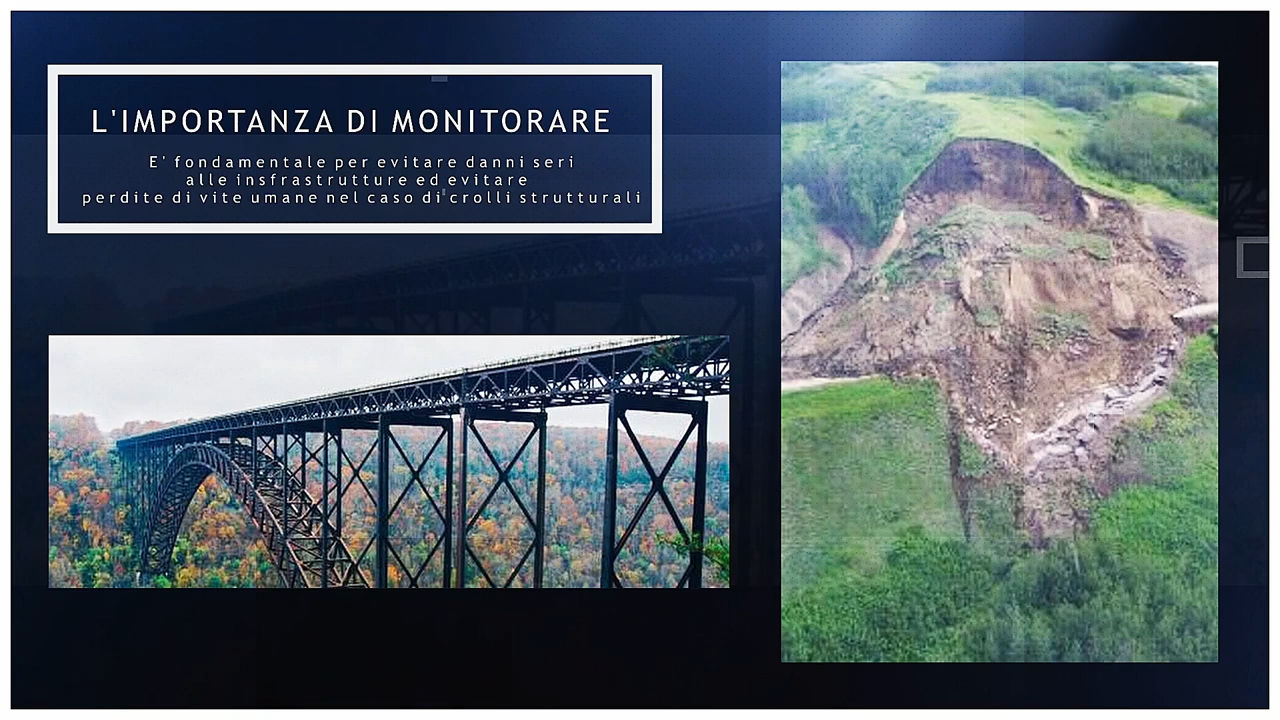 L'IMPORTANZA DI MONITORARE
E' fondamentale per evitare danni seri
alle insfrastrutture ed evitare
perdite di vite umane nel caso di crolli strutturali